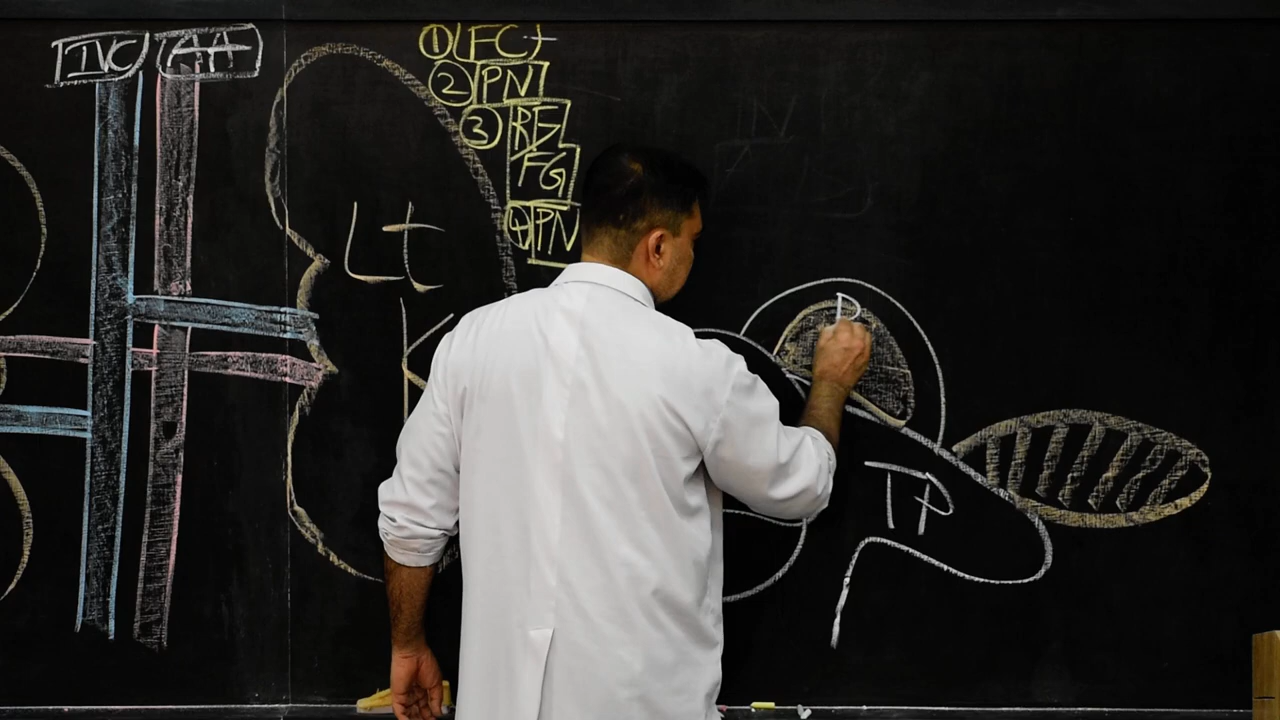 IVC AA
① FC
② PN
③ RF
FG
④ PN
Lt
K
P
TP